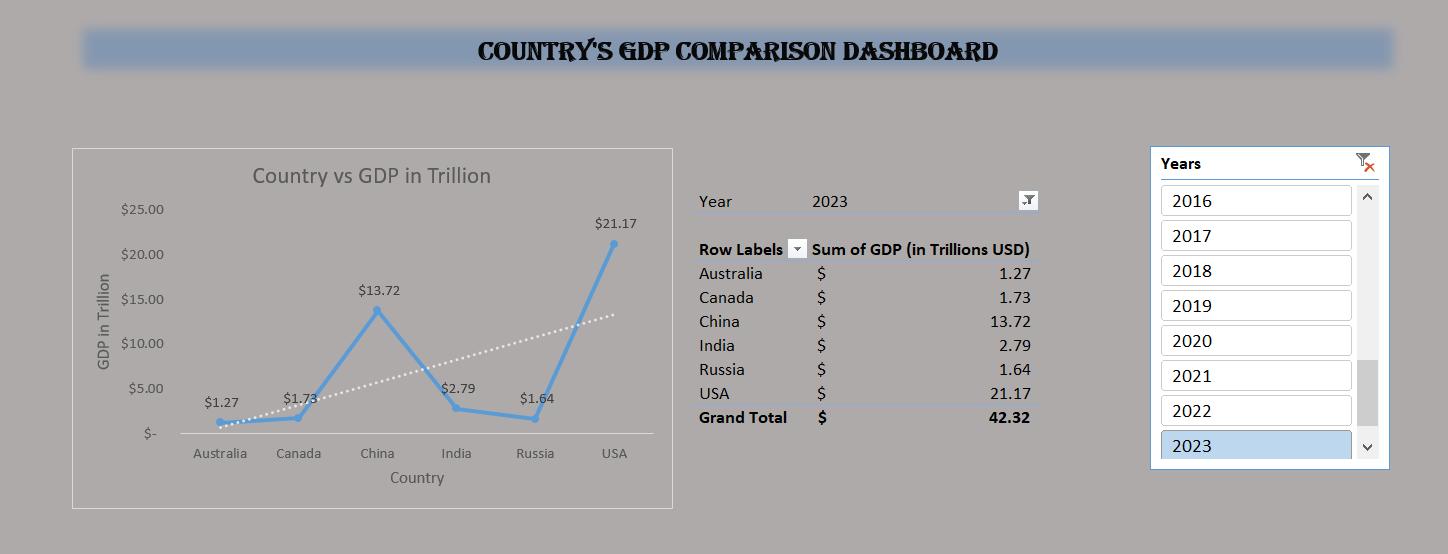 COUNTRY'S GDP COMPARISON DASHBOARD
Country vs GDP in Trillion
$25.00
$20.00
$15.00
$10.00
$5.00
$-
GDP in Trillion
$1.27
$1.73
$13.72
$2.79
$1.64
$21.17
Australia Canada China India Russia USA
Country
Year 2023
Row Labels Sum of GDP (in Trillions USD)
Australia $ 1.27
Canada $ 1.73
China $ 13.72
India $ 2.79
Russia $ 1.64
USA $ 21.17
Grand Total $ 42.32
Years
2016
2017
2018
2019
2020
2021
2022
2023